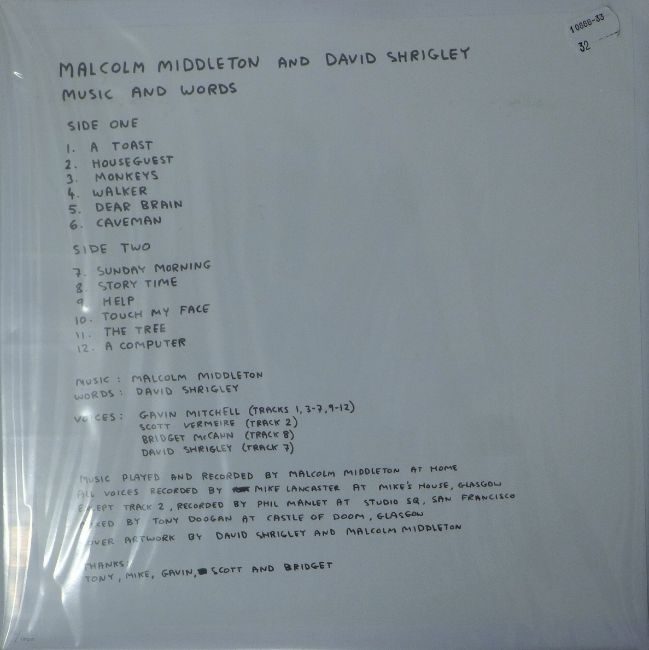 10666-33
32
MALCOLM MIDDLETON AND DAVID SHRIGLEY
MUSIC AND WORDS
SIDE ONE
1. A TOAST
2. HOUSEGUEST
3. MONKEYS
4. WALKER
5. DEAR BRAIN
6. CAVEMAN
SIDE TWO
7. SUNDAY MORNING
8. STORY TIME
9 HELP
10. TOUCH MY FACE
11. THE TREE
12. A COMPUTER
MUSIC: MALCOLM MIDDLETON
WORDS: DAVID SHRIGLEY
VOICES: GAVIN MITCHELL (TRACKS 1, 3-7, 9-12)
SCOTT VERMEIRE (TRACK 2)
BRIDGET McCANN (TRACK 8)
DAVID SHRIGLEY (TRACK 7)
MUSIC PLAYED AND RECORDED BY MALCOLM MIDDLETON AT HOME
ALL VOICES RECORDED BY MIKE LANCASTER AT MIKE'S HOUSE, GLASGOW
EXCEPT TRACK 2, RECORDED BY PHIL MANLEY AT STUDIO SQ, SAN FRANCISCO
MIXED BY TONY DOOGAN AT CASTLE OF DOOM, GLASGOW
COVER ARTWORK BY DAVID SHRIGLEY AND MALCOLM MIDDLETON
THANKS:
TONY, MIKE, GAVIN, SCOTT AND BRIDGET